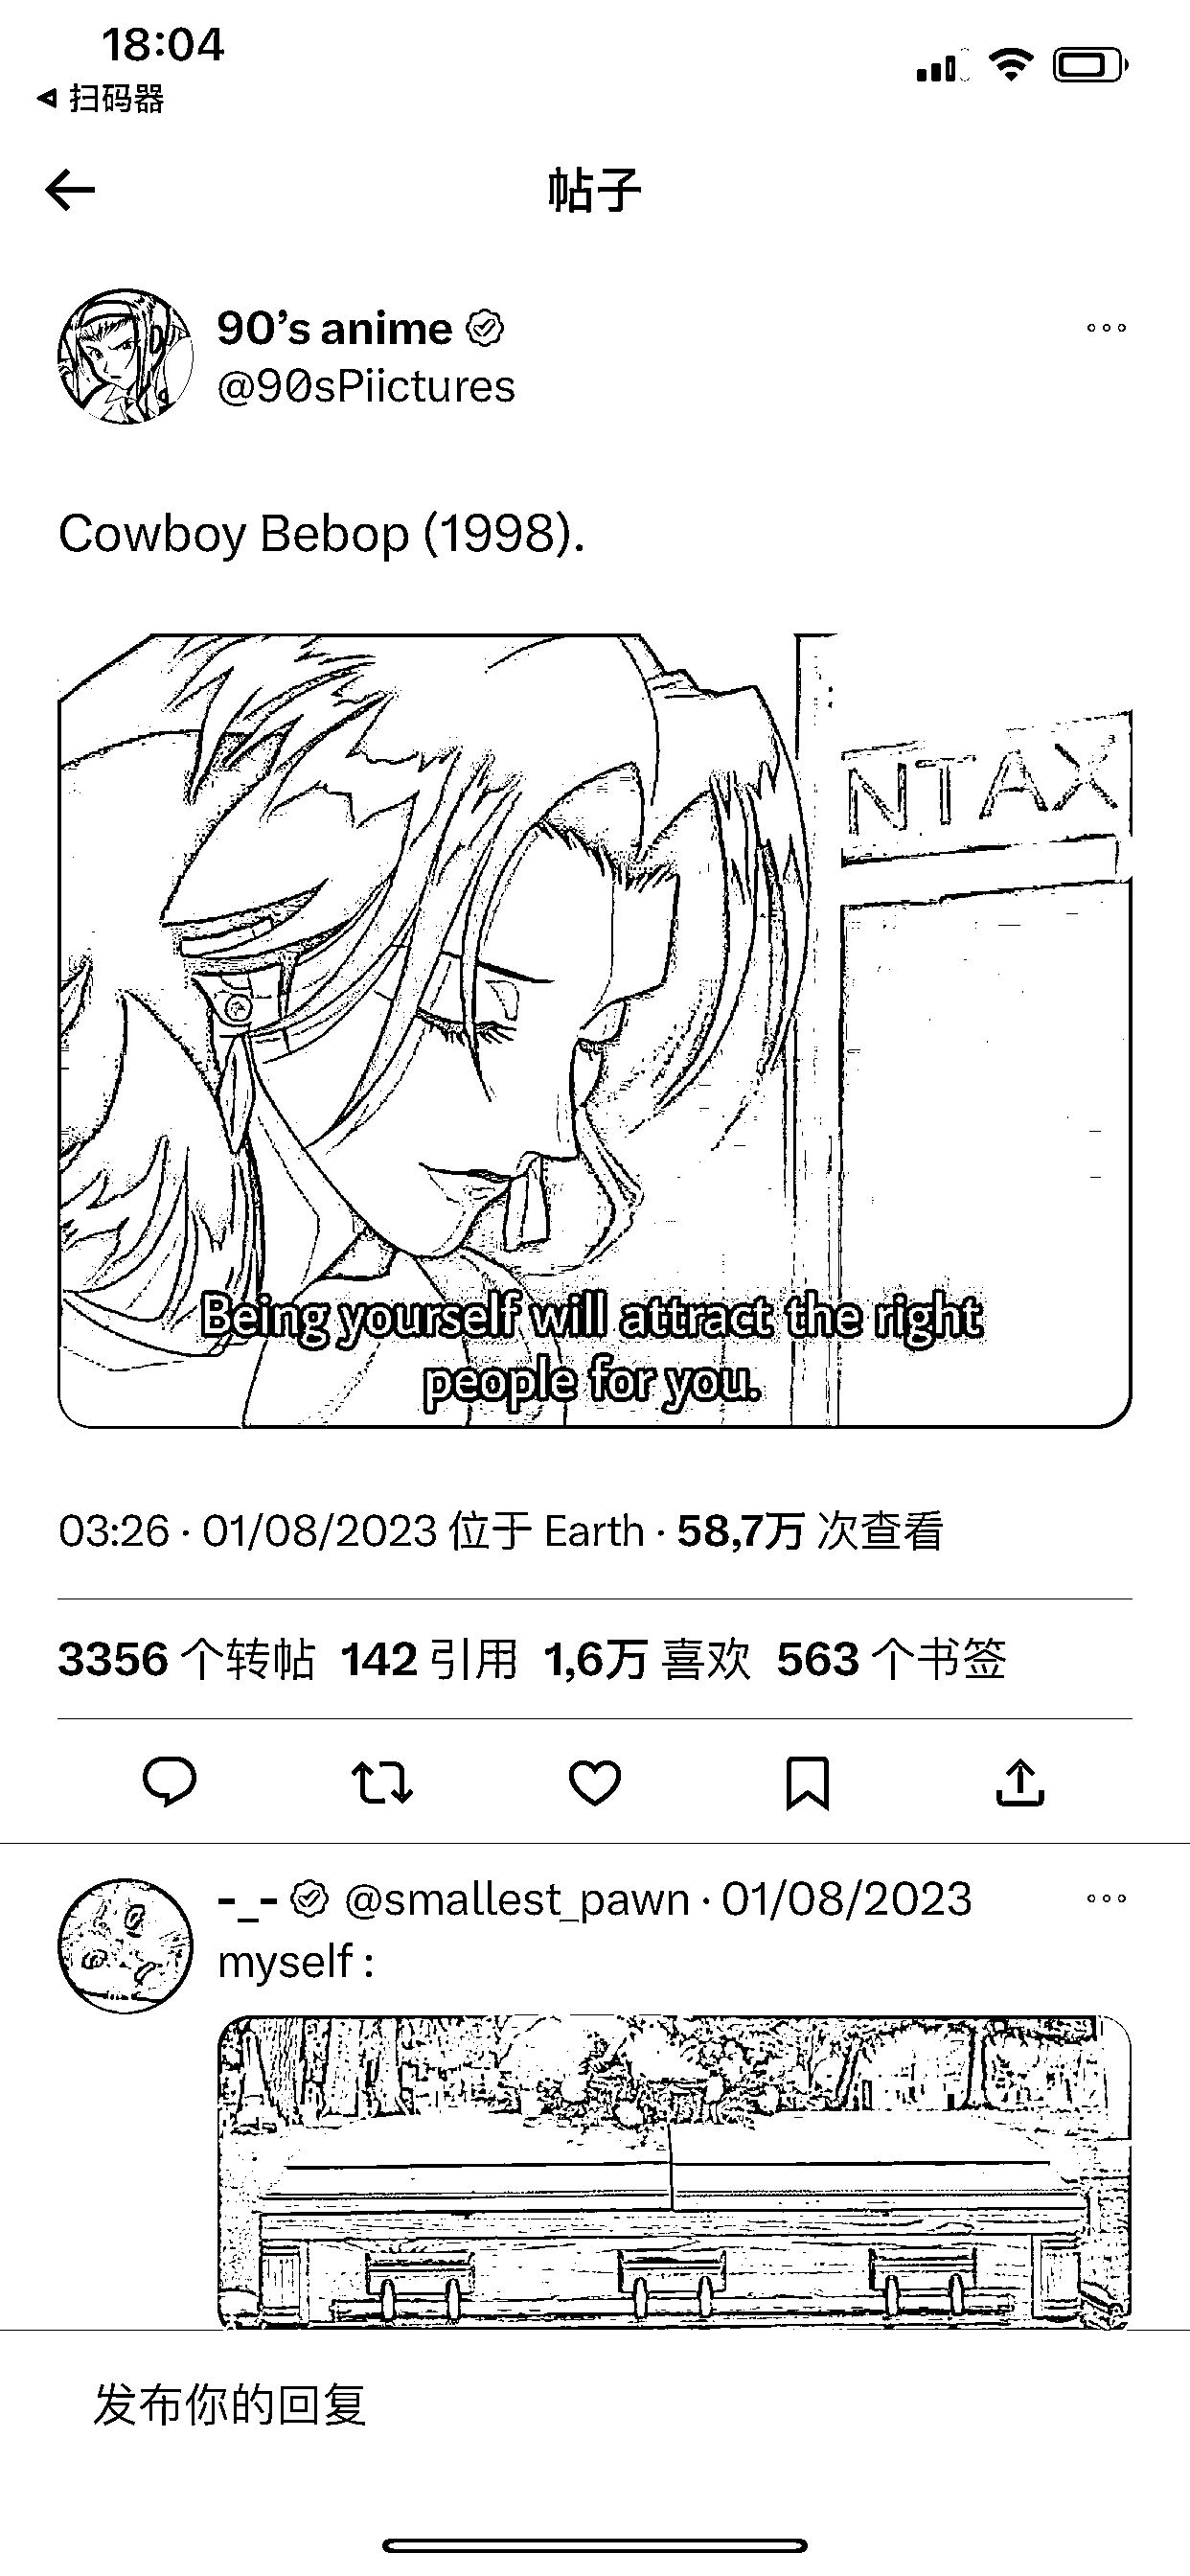 18:04
扫码器
帖子
90's anime
@90sPiictures
Cowboy Bebop (1998).
NTAX
Being yourself will attract the right
people for you.
03:26 · 01/08/2023 位于 Earth · 58,7万 次查看
3356 个转帖 142 引用 1,6万 喜欢 563 个书签
-_- @smallest_pawn · 01/08/2023
myself :
发布你的回复